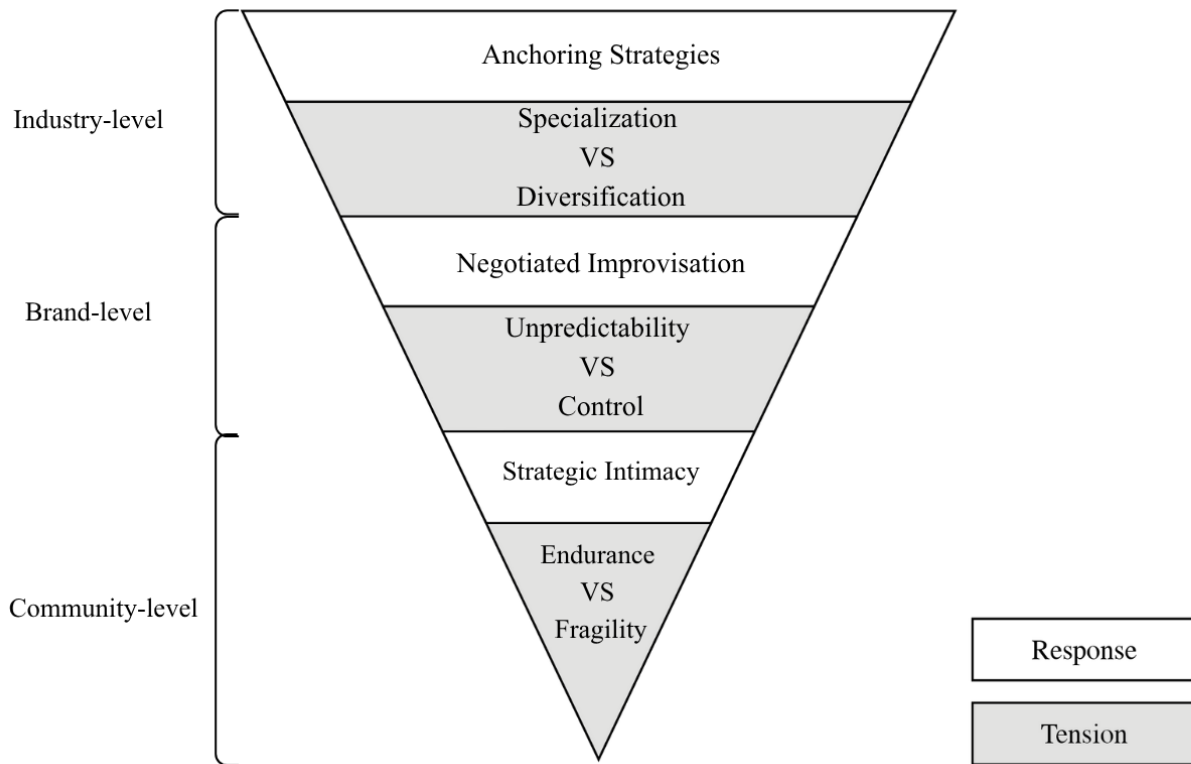 Anchoring Strategies
Industry-level
Specialization
VS
Diversification
Negotiated Improvisation
Brand-level
Unpredictability
VS
Control
Strategic Intimacy
Community-level
Endurance
VS
Fragility
Response
Tension